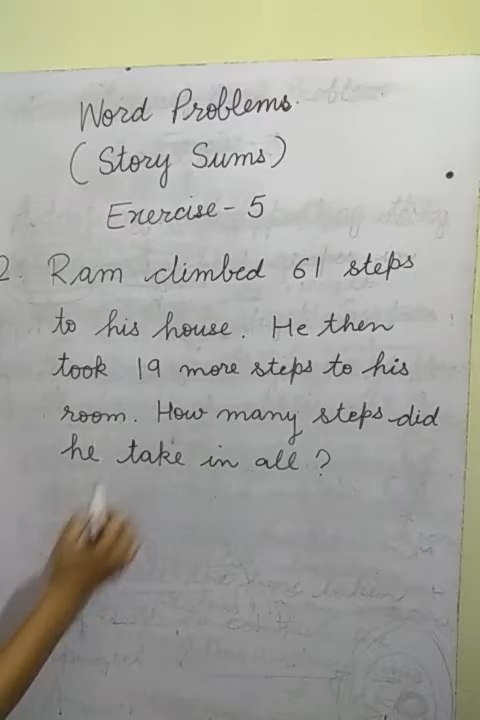 Word Problems.
(Story Sums)
Exercise - 5
2. Ram climbed 61 steps
to his house. He then
took 19 more steps to his
room. How many steps did
he take in all ?